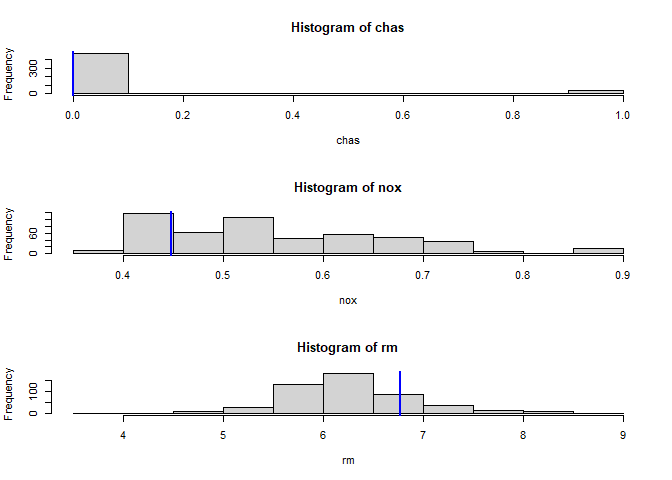 Histogram of chas
Frequency
0 300
0.0 0.2 0.4 0.6 0.8 1.0
chas
Histogram of nox
Frequency
0 60
0.4 0.5 0.6 0.7 0.8 0.9
nox
Histogram of rm
Frequency
0 100
4 5 6 7 8 9
rm